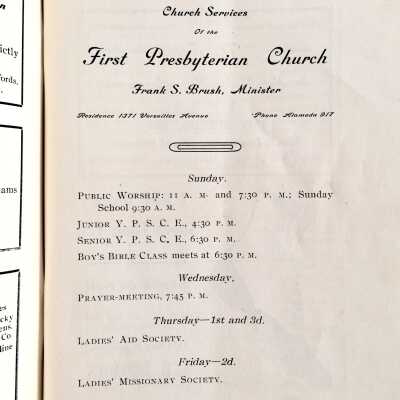 Church Services
Of the
First Presbyterian Church
Frank S. Brush, Minister
Residence 1371 Versailles Avenue 'Phone Alameda 917
Sunday.
PUBLIC WORSHIP: 11 A. M. and 7:30 P. M.; Sunday
School 9:30 A. M.
JUNIOR Y. P. S. C. E., 4:30 P. M.
SENIOR Y. P. S. C. E., 6:30 P. M.
BOY'S BIBLE CLASS meets at 6:30 P. M.
Wednesday.
PRAYER-MEETING, 7:45 P. M.
Thursday—1st and 3d.
LADIES' AID SOCIETY.
Friday—2d.
LADIES' MISSIONARY SOCIETY.